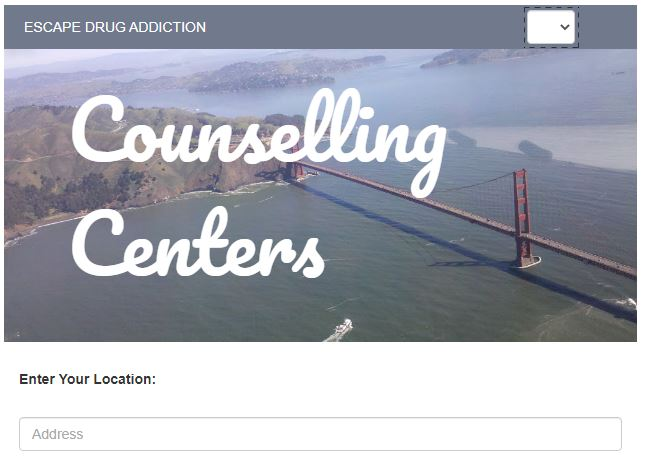 ESCAPE DRUG ADDICTION
Counselling
Centers
Enter Your Location:
Address